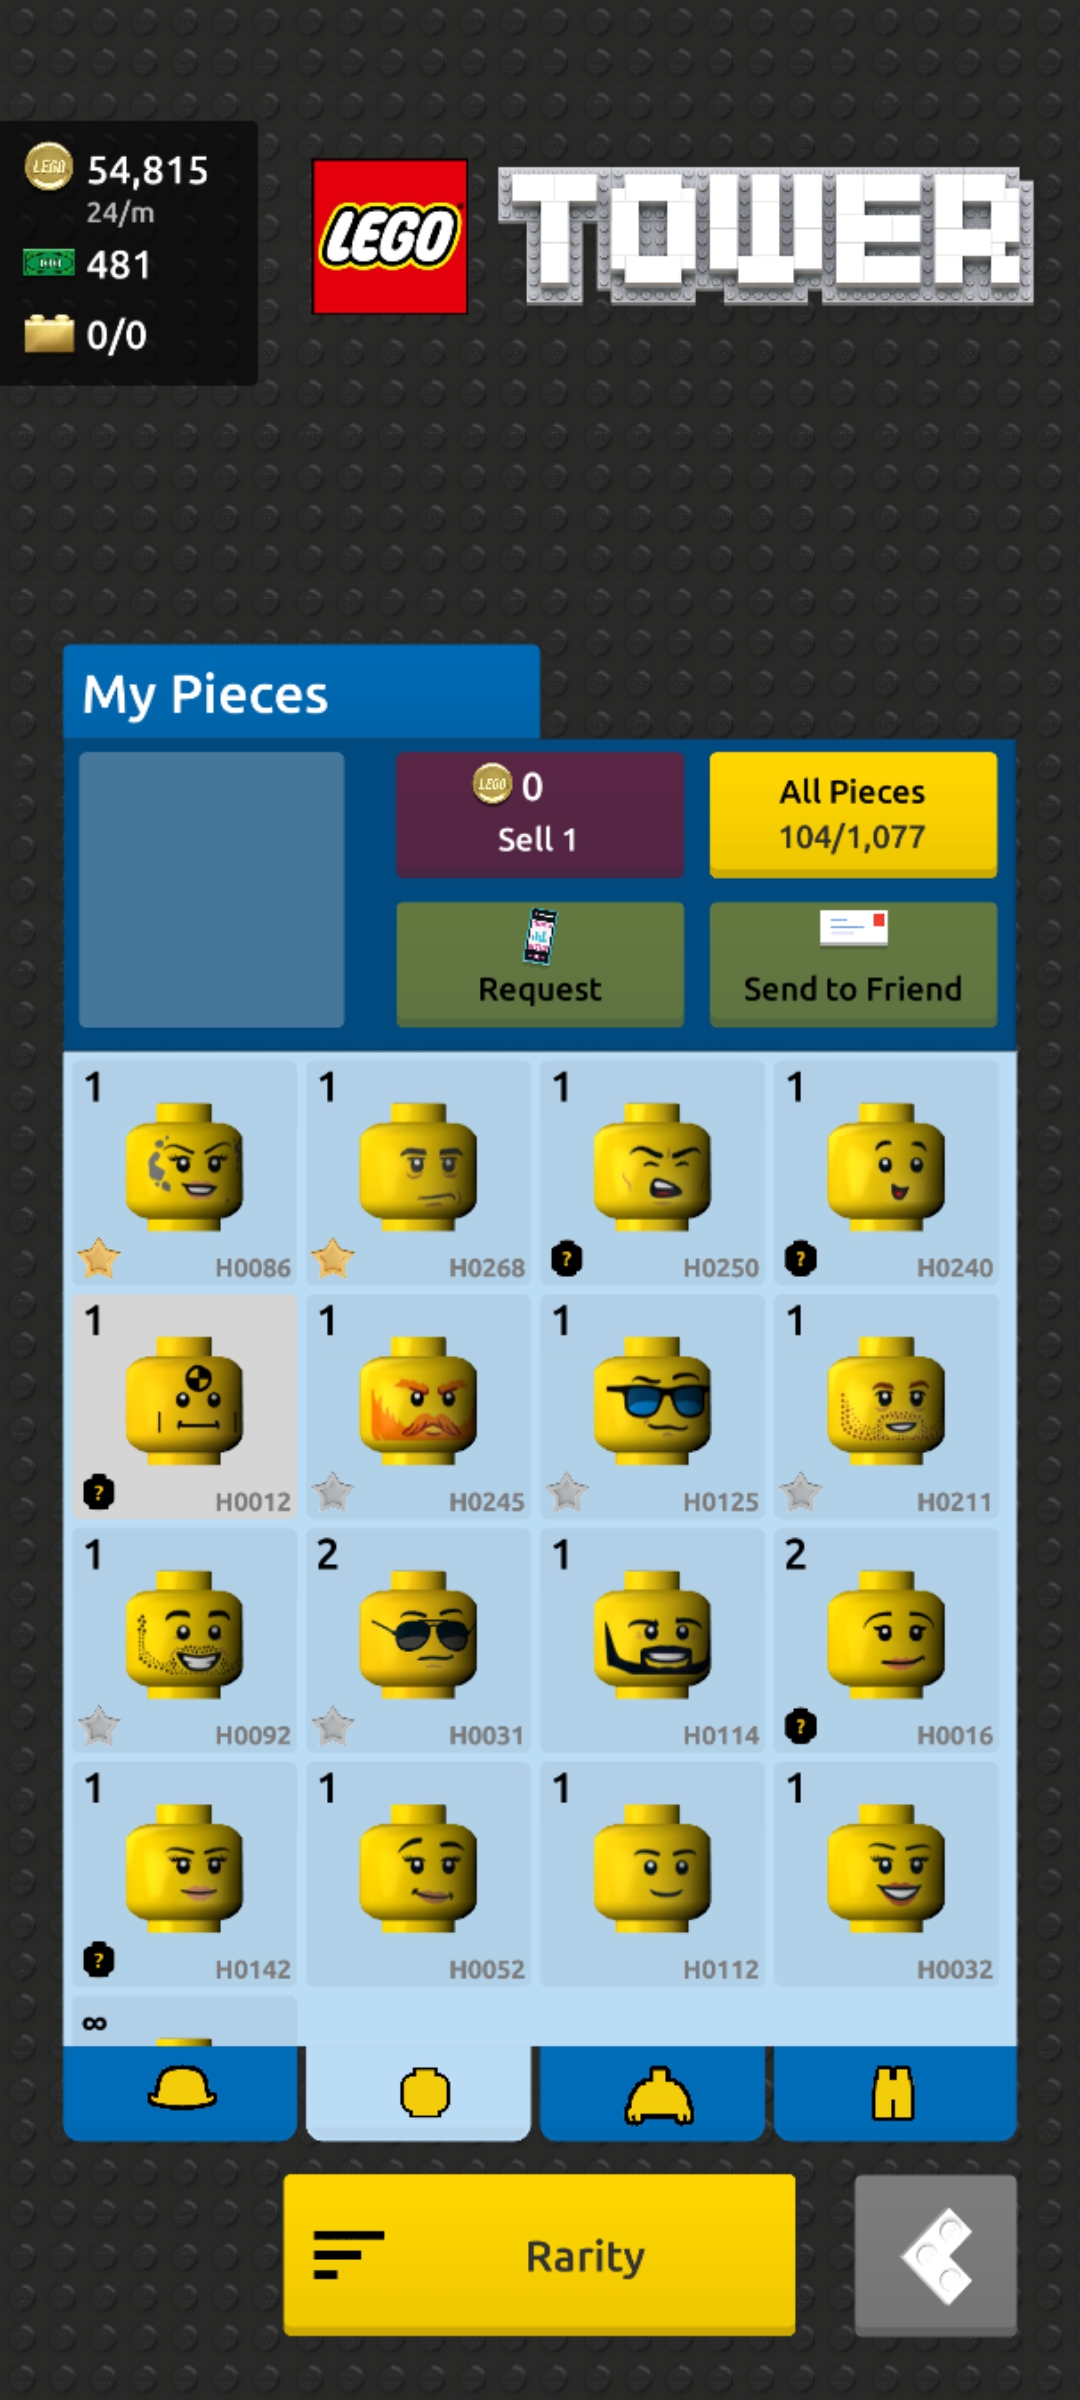 LEGO 54,815
24/m
481
0/0
LEGO
TOWER
My Pieces
LEGO 0
Sell 1
All Pieces
104/1,077
Request
Send to Friend
1
H0086
1
H0268
1
?
H0250
1
?
H0240
1
?
H0012
1
H0245
1
H0125
1
H0211
1
H0092
2
H0031
1
H0114
2
?
H0016
1
?
H0142
1
H0052
1
H0112
1
H0032
∞
Rarity